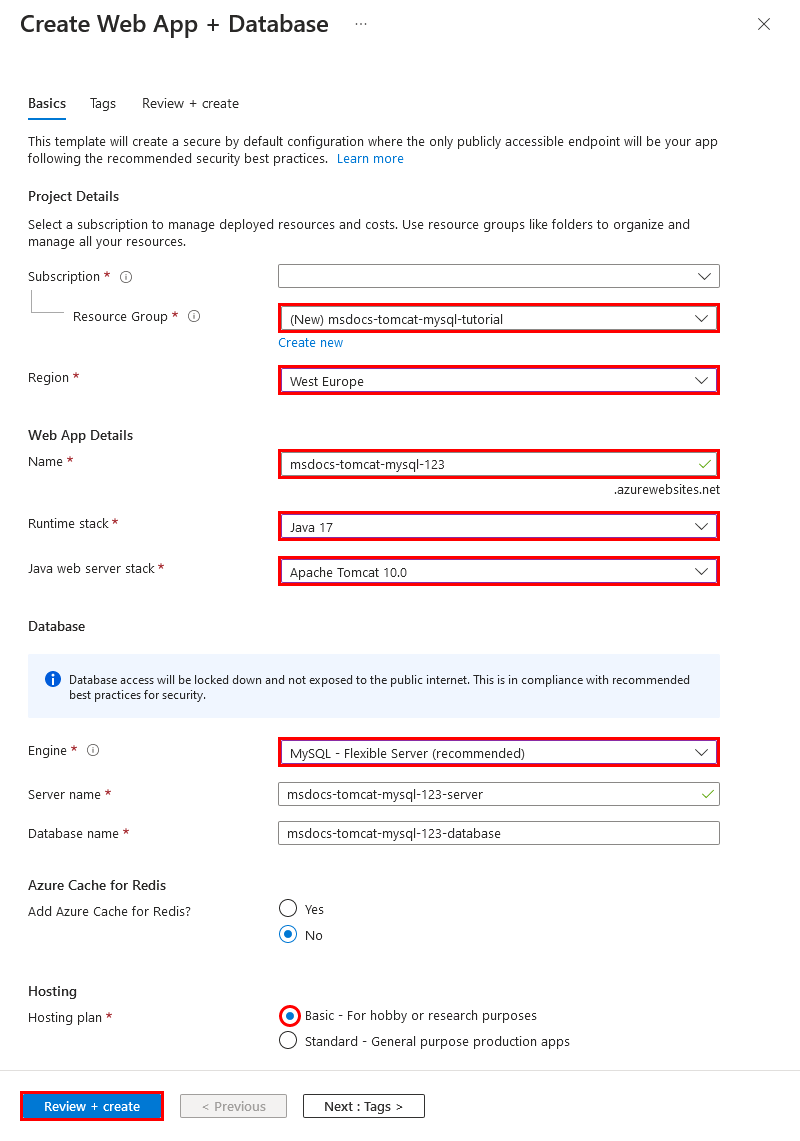 Create Web App + Database ...
Basics Tags Review + create
This template will create a secure by default configuration where the only publicly accessible endpoint will be your app
following the recommended security best practices. Learn more
Project Details
Select a subscription to manage deployed resources and costs. Use resource groups like folders to organize and
manage all your resources.
Subscription *
Resource Group * (New) msdocs-tomcat-mysql-tutorial
Create new
Region * West Europe
Web App Details
Name * msdocs-tomcat-mysql-123
.azurewebsites.net
Runtime stack * Java 17
Java web server stack * Apache Tomcat 10.0
Database
Database access will be locked down and not exposed to the public internet. This is in compliance with recommended
best practices for security.
Engine * MySQL - Flexible Server (recommended)
Server name * msdocs-tomcat-mysql-123-server
Database name * msdocs-tomcat-mysql-123-database
Azure Cache for Redis
Add Azure Cache for Redis? Yes
No
Hosting
Hosting plan * Basic - For hobby or research purposes
Standard - General purpose production apps
Review + create < Previous Next : Tags >